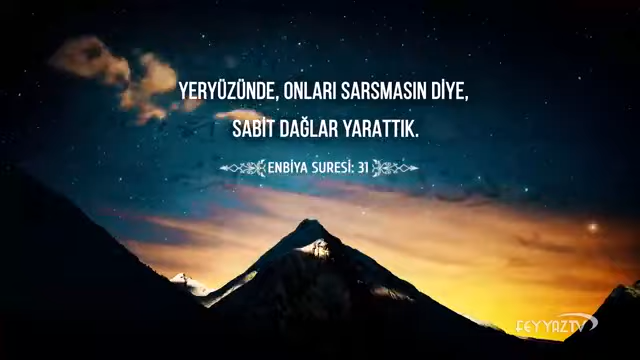 YERYÜZÜNDE, ONLARI SARSMASIN DİYE,
SABİT DAĞLAR YARATTIK.
ENBİYA SURESİ: 31
FEYYAZTV